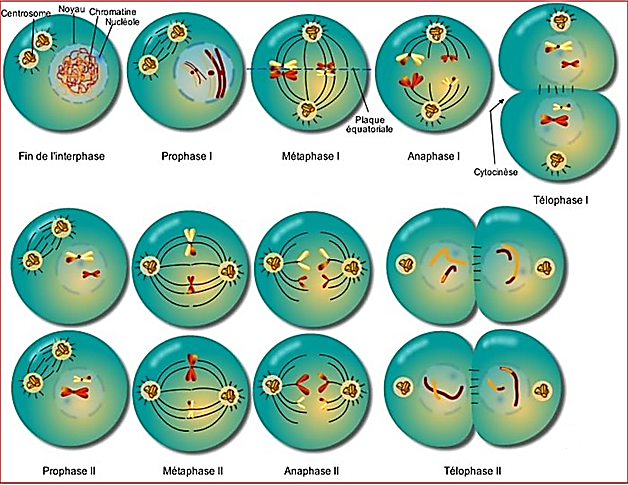 Centrosome
Noyau
Chromatine
Nucléole
Fin de l'interphase
Prophase I
Métaphase I
Plaque
équatoriale
Anaphase I
Cytocinèse
Télophase I
Prophase II
Métaphase II
Anaphase II
Télophase II